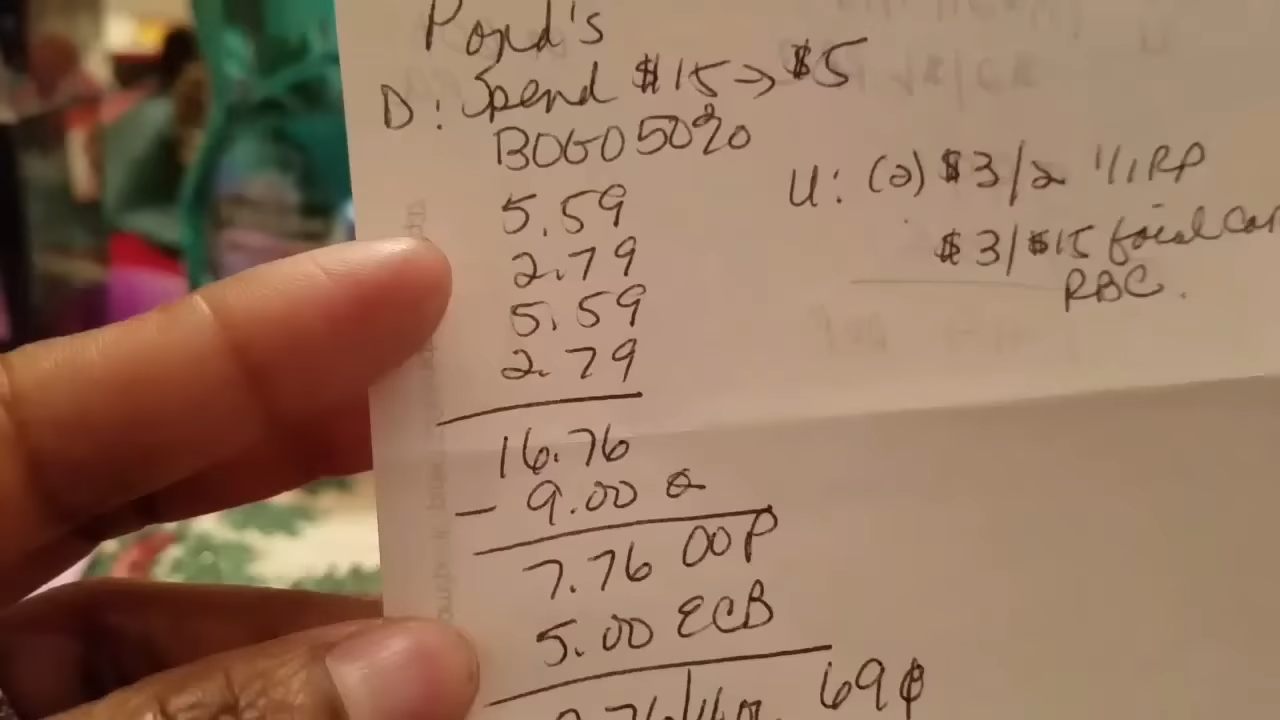 Pond's
D: Spend $15→$5
BOGO 50%
5.59
2.79
5.59
2.79
16.76
- 9.00 Q
7.76 OOP
5.00 ECB
69¢
U: (2) $3/2 1/1 RP
$3/$15 facial car
RBC.